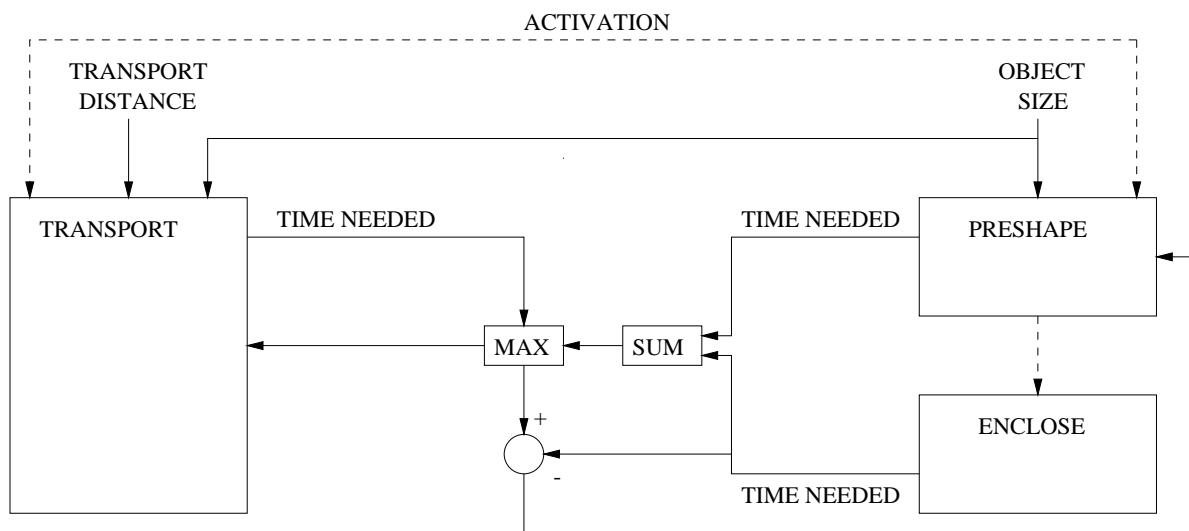 ACTIVATION
TRANSPORT
DISTANCE
OBJECT
SIZE
TRANSPORT
TIME NEEDED
TIME NEEDED
PRESHAPE
MAX
SUM
+
-
ENCLOSE
TIME NEEDED